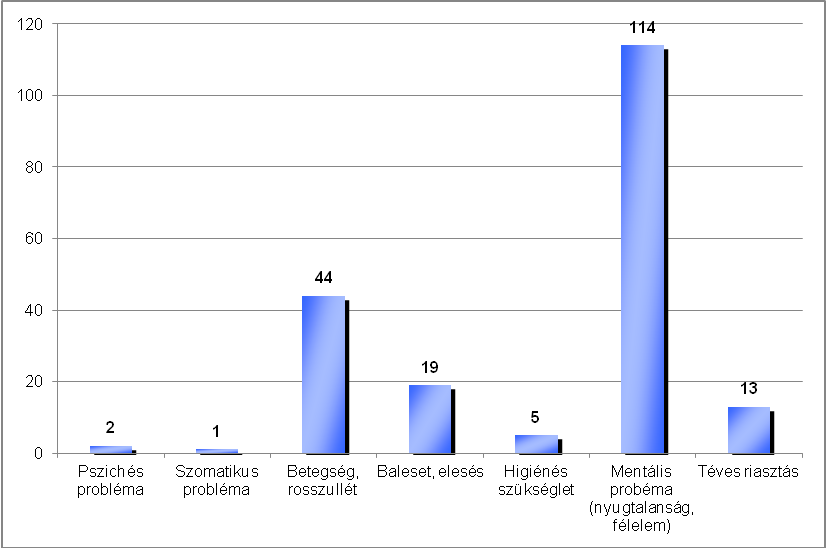 120
100
80
60
40
20
0
2
1
44
19
5
114
13
Pszichés
probléma
Szomatikus
probléma
Betegség,
rosszullét
Baleset, elesés
Higiénés
szükséglet
Mentális
probéma
(nyugtalanság,
félelem)
Téves riasztás